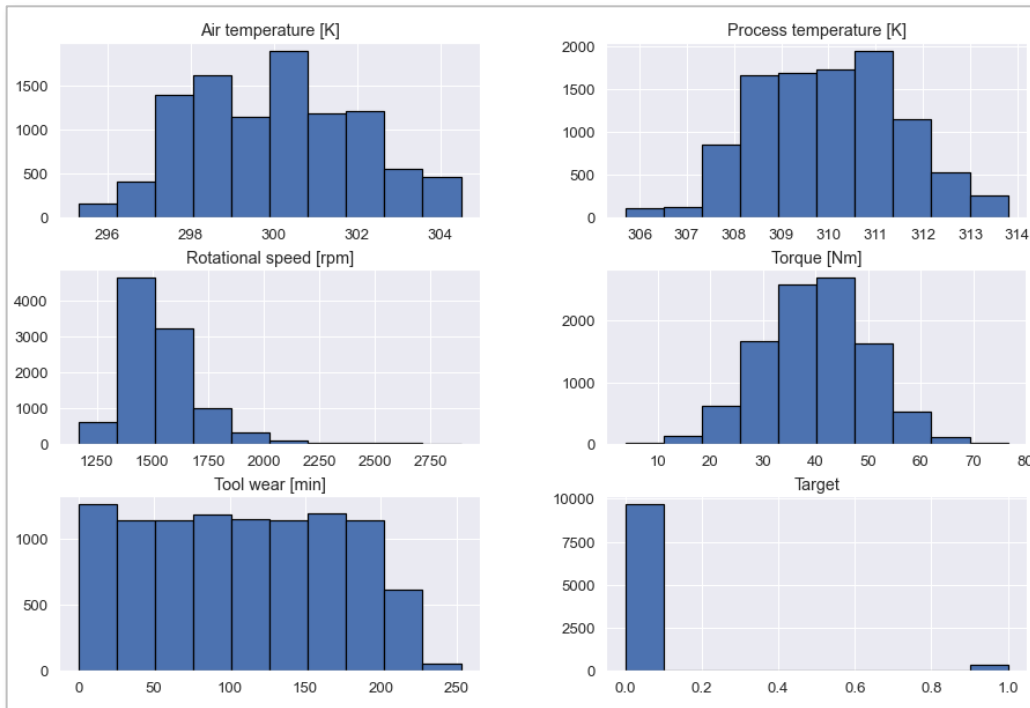 Air temperature [K]
1500
1000
500
0
296 298 300 302 304
Process temperature [K]
2000
1500
1000
500
0
306 307 308 309 310 311 312 313 314
Rotational speed [rpm]
4000
3000
2000
1000
0
1250 1500 1750 2000 2250 2500 2750
Torque [Nm]
2000
1000
0
10 20 30 40 50 60 70 80
Tool wear [min]
1000
500
0
0 50 100 150 200 250
Target
10000
7500
5000
2500
0
0.0 0.2 0.4 0.6 0.8 1.0